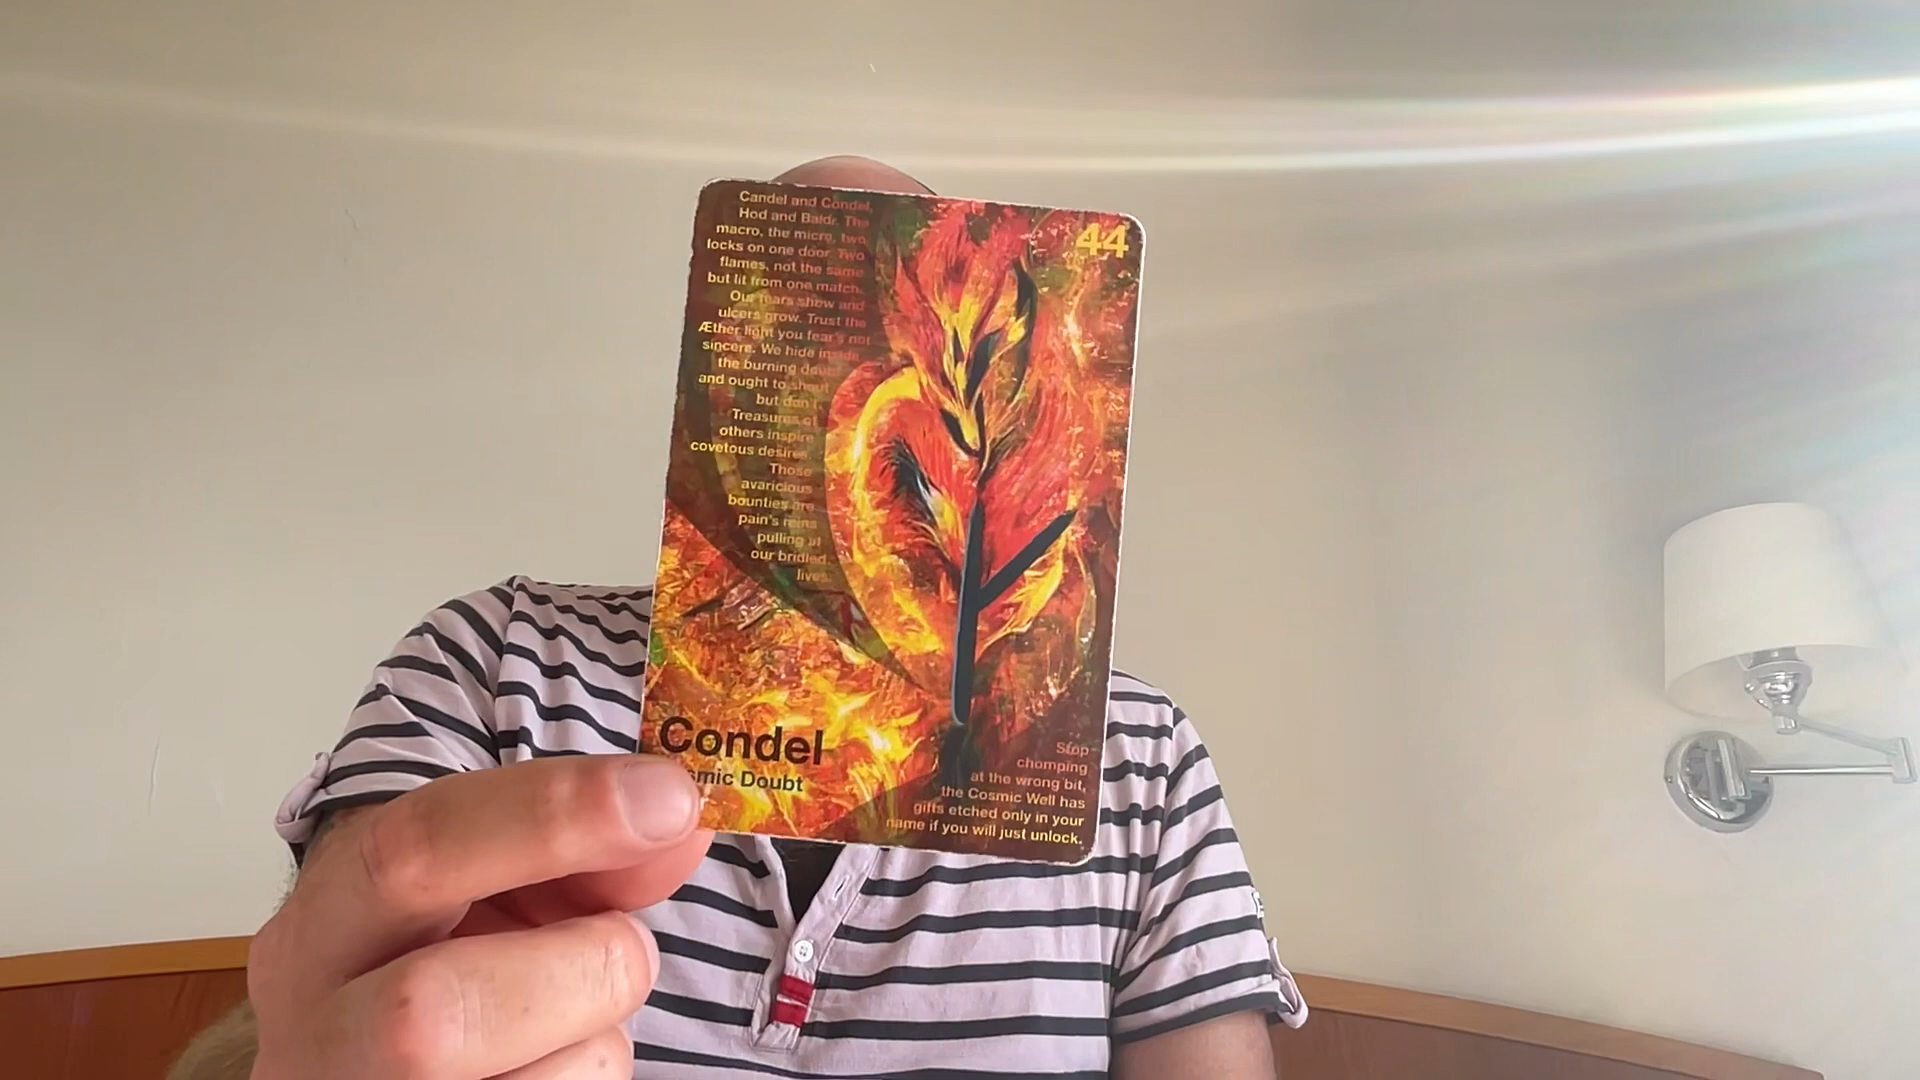 Candel and Condel,
Hod and Baldr. The
macro, the micro, two
locks on one door. Two
flames, not the same
but lit from one match.
Our fears show and
ulcers grow. Trust the
Æther light you fear's not
sincere. We hide inside
the burning doubt
and ought to shout
but don't.
Treasures of
others inspire
covetous desires.
Those
avaricious
bounties are
pain's reins
pulling at
our bridled
lives.
44
Condel
smic Doubt
Stop
chomping
at the wrong bit,
the Cosmic Well has
gifts etched only in your
name if you will just unlock.